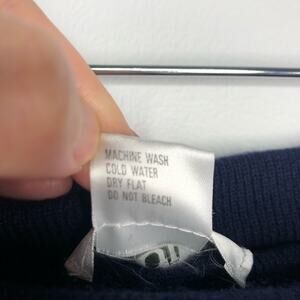 MACHINE WASH
COLD WATER
DRY FLAT
DO NOT BLEACH